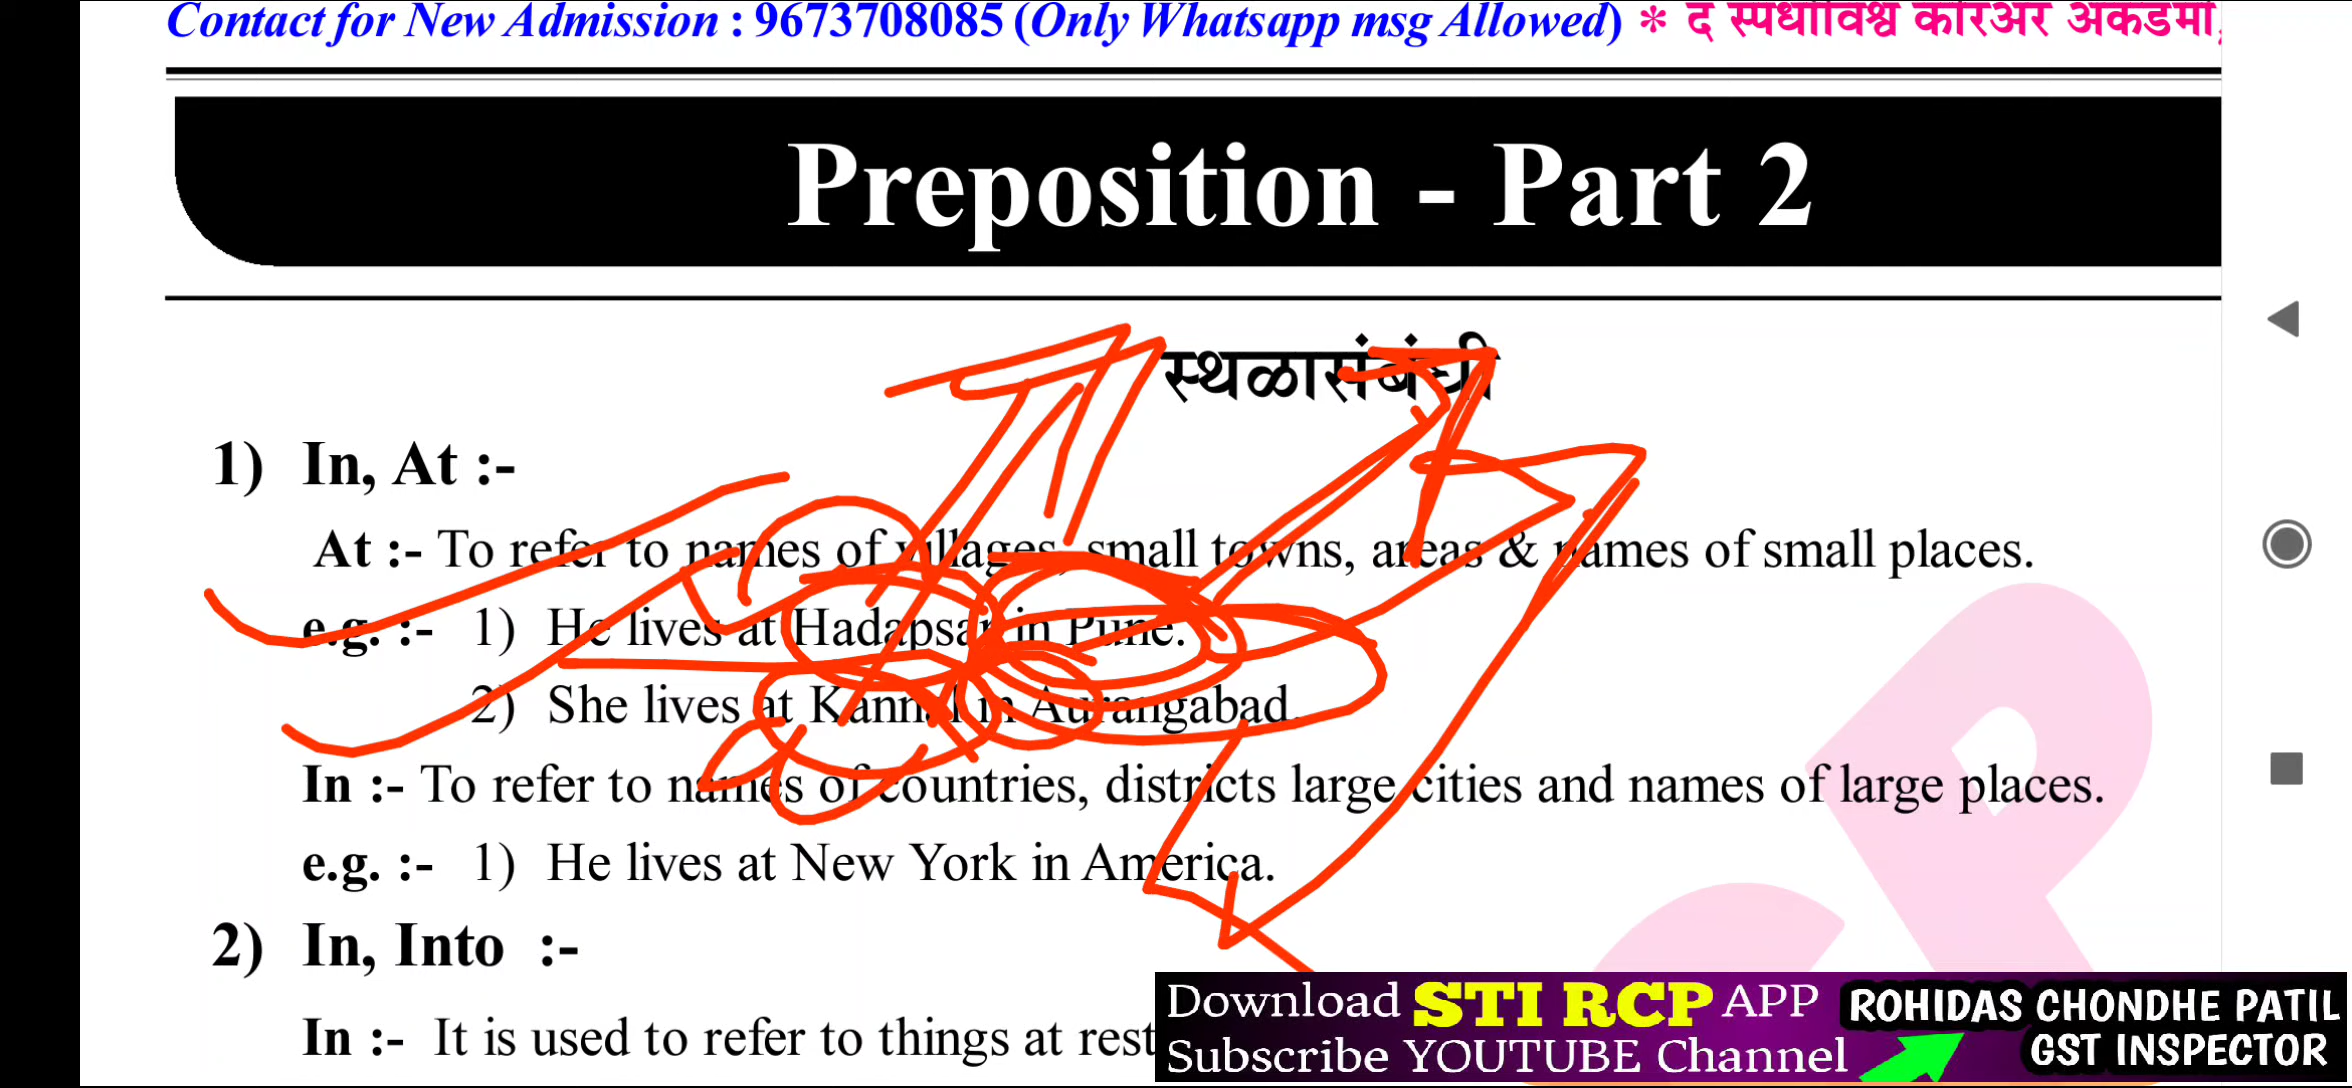 Contact for New Admission : 9673708085 (Only Whatsapp msg Allowed) * द स्पर्धाविश्व करिअर अकॅडमी,
Preposition - Part 2
स्थळासंबंधी
1) In, At :-
At :- To refer to names of villages, small towns, areas & names of small places.
e.g. :- 1) He lives at Hadapsar in Pune.
2) She lives at Kannal in Aurangabad.
In :- To refer to names of countries, districts large cities and names of large places.
e.g. :- 1) He lives at New York in America.
2) In, Into :-
In :- It is used to refer to things at rest
Download STI RCP APP
Subscribe YOUTUBE Channel
ROHIDAS CHONDHE PATIL
GST INSPECTOR